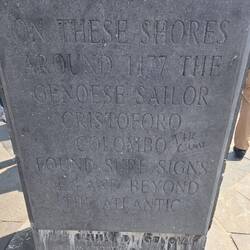 ON THESE SHORES
AROUND 1477 THE
GENOESE SAILOR
CRISTOFORO
COLOMBO
FOUND SURE SIGNS
OF LAND BEYOND
THE ATLANTIC